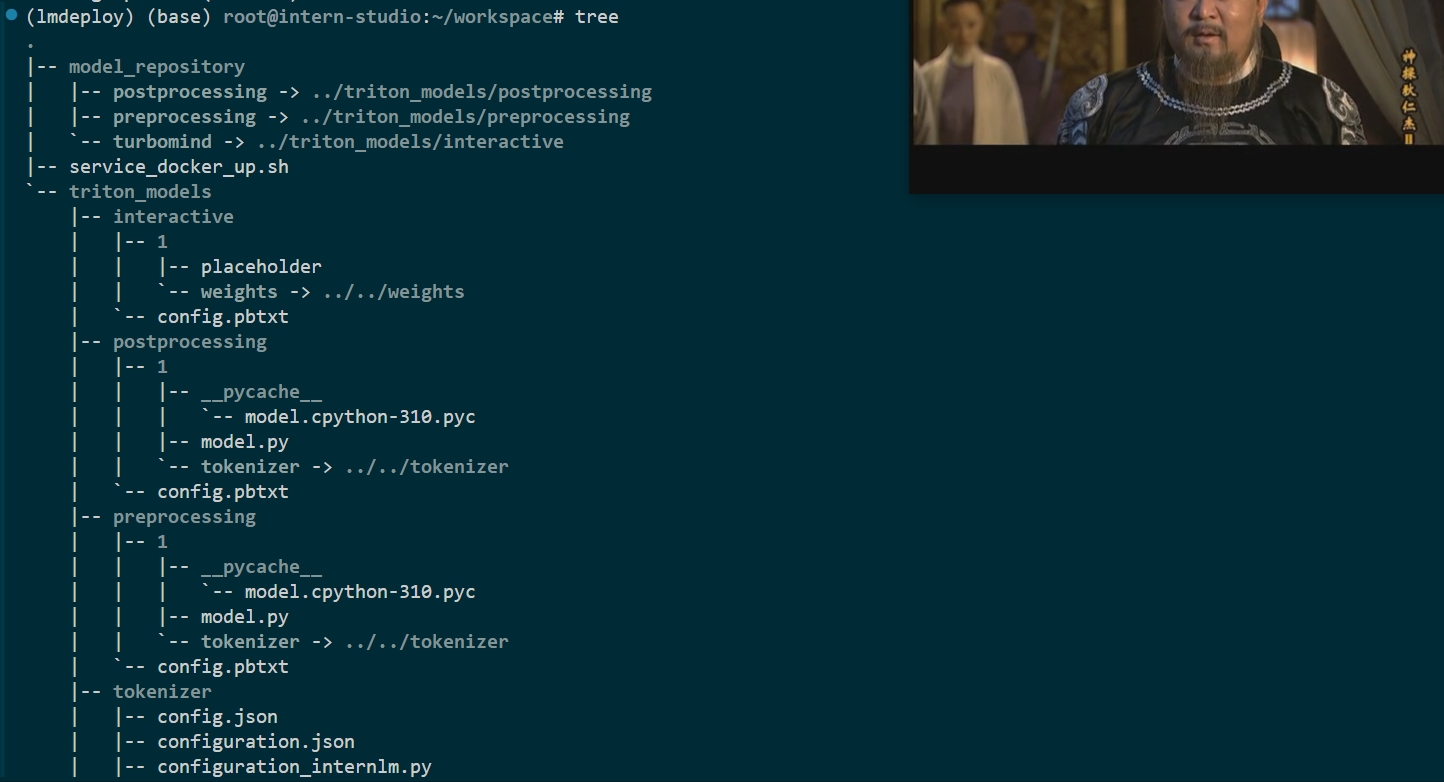 (lmdeploy) (base) root@intern-studio:~/workspace# tree
.
|-- model_repository
|   |-- postprocessing -> ../triton_models/postprocessing
|   |-- preprocessing -> ../triton_models/preprocessing
|   `-- turbomind -> ../triton_models/interactive
|-- service_docker_up.sh
`-- triton_models
    |-- interactive
    |   |-- 1
    |   |   |-- placeholder
    |   |   `-- weights -> ../../weights
    |   `-- config.pbtxt
    |-- postprocessing
    |   |-- 1
    |   |   |-- __pycache__
    |   |   |   `-- model.cpython-310.pyc
    |   |   |-- model.py
    |   |   `-- tokenizer -> ../../tokenizer
    |   `-- config.pbtxt
    |-- preprocessing
    |   |-- 1
    |   |   |-- __pycache__
    |   |   |   `-- model.cpython-310.pyc
    |   |   |-- model.py
    |   |   `-- tokenizer -> ../../tokenizer
    |   `-- config.pbtxt
    |-- tokenizer
    |   |-- config.json
    |   |-- configuration.json
    |   |-- configuration_internlm.py
神探狄仁杰II